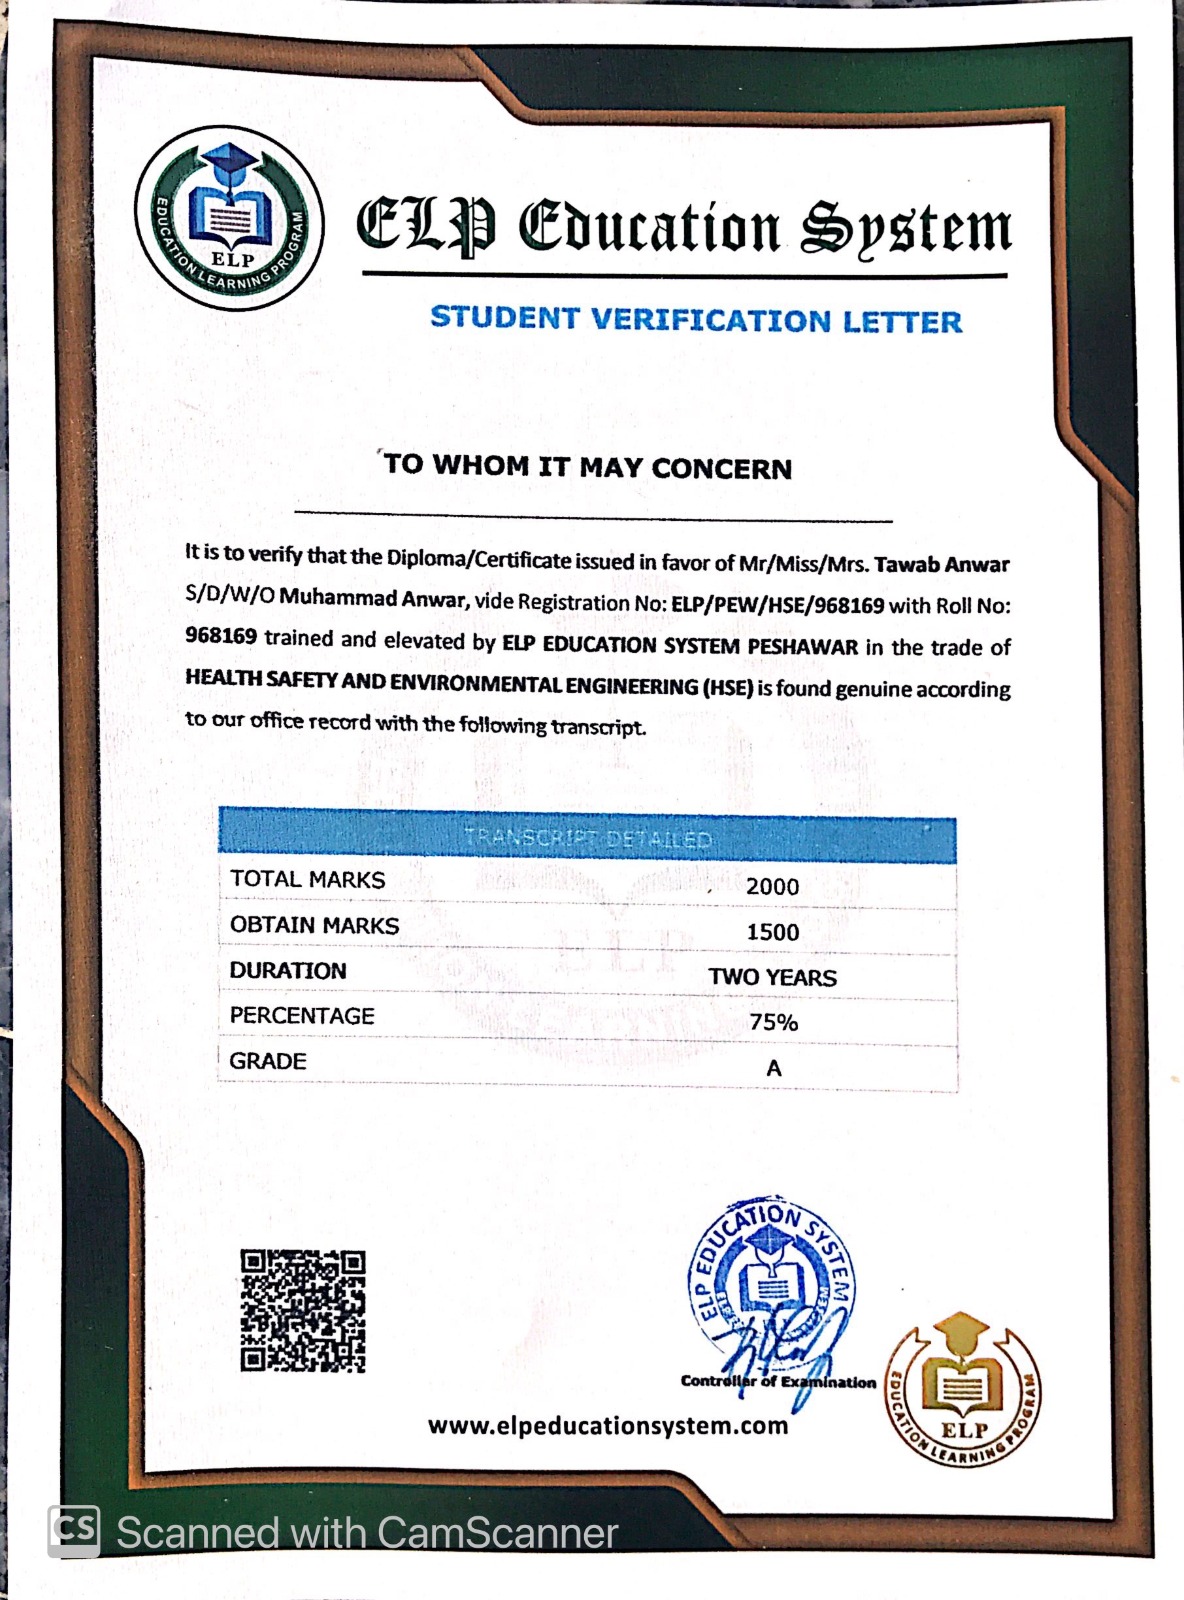 ELP Education System
EDUCATION LEARNING PROGRAM
ELP
STUDENT VERIFICATION LETTER
TO WHOM IT MAY CONCERN
It is to verify that the Diploma/Certificate issued in favor of Mr/Miss/Mrs. Tawab Anwar
S/D/W/O Muhammad Anwar, vide Registration No: ELP/PEW/HSE/968169 with Roll No:
968169 trained and elevated by ELP EDUCATION SYSTEM PESHAWAR in the trade of
HEALTH SAFETY AND ENVIRONMENTAL ENGINEERING (HSE) is found genuine according
to our office record with the following transcript.
TRANSCRIPT DETAILED
TOTAL MARKS 2000
OBTAIN MARKS 1500
DURATION TWO YEARS
PERCENTAGE 75%
GRADE A
ELP
ELP EDUCATION SYSTEM
Controller of Examination
www.elpeducationsystem.com
ELP
EDUCATION LEARNING PROGRAM
CS Scanned with CamScanner